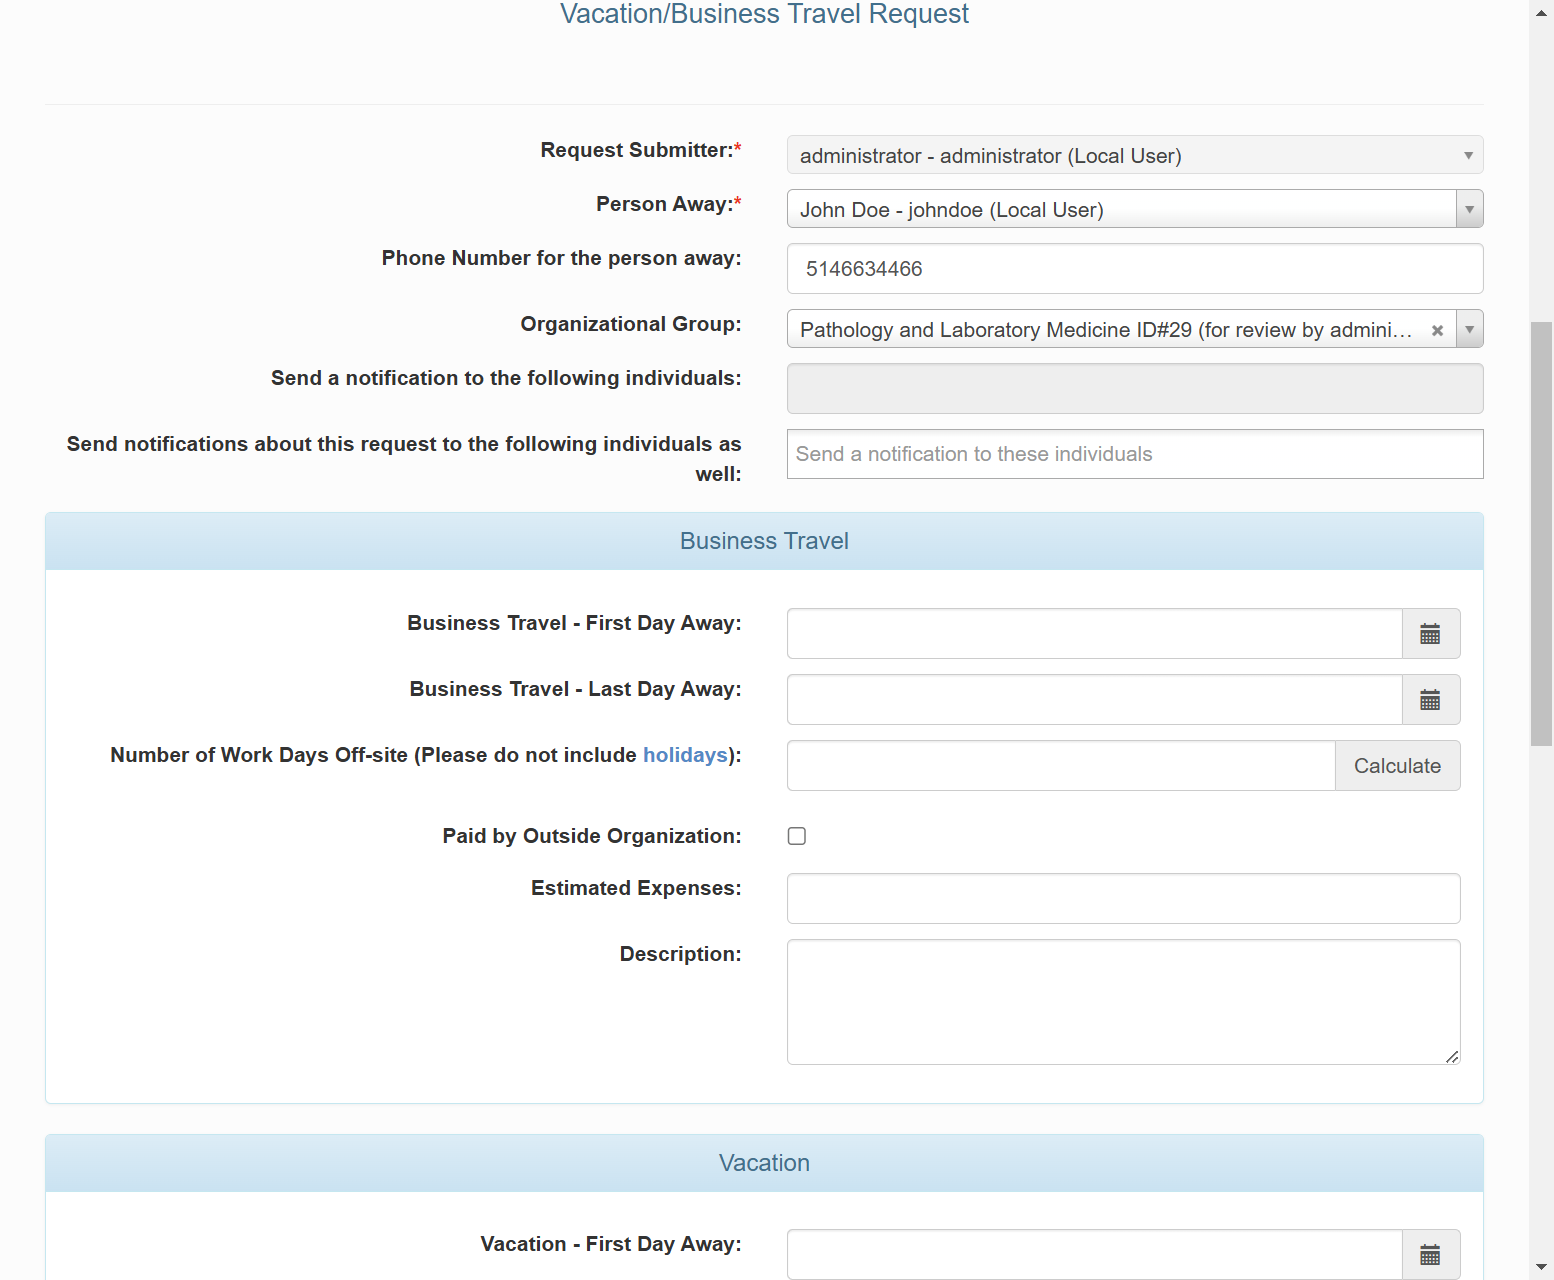 Vacation/Business Travel Request
Request Submitter:*
administrator - administrator (Local User)
Person Away:*
John Doe - johndoe (Local User)
Phone Number for the person away:
5146634466
Organizational Group:
Pathology and Laboratory Medicine ID#29 (for review by admini...
Send a notification to the following individuals:
Send notifications about this request to the following individuals as
well:
Send a notification to these individuals
Business Travel
Business Travel - First Day Away:
Business Travel - Last Day Away:
Number of Work Days Off-site (Please do not include holidays):
Calculate
Paid by Outside Organization:
Estimated Expenses:
Description:
Vacation
Vacation - First Day Away: